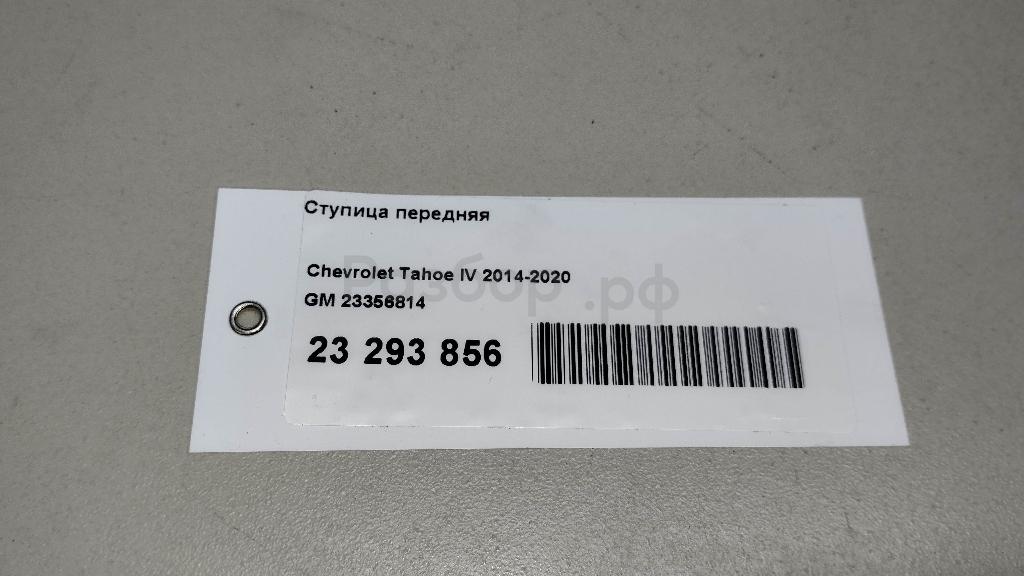 Ступица передняя
Chevrolet Tahoe IV 2014-2020
Разбор.рф
GM 23356814
23 293 856